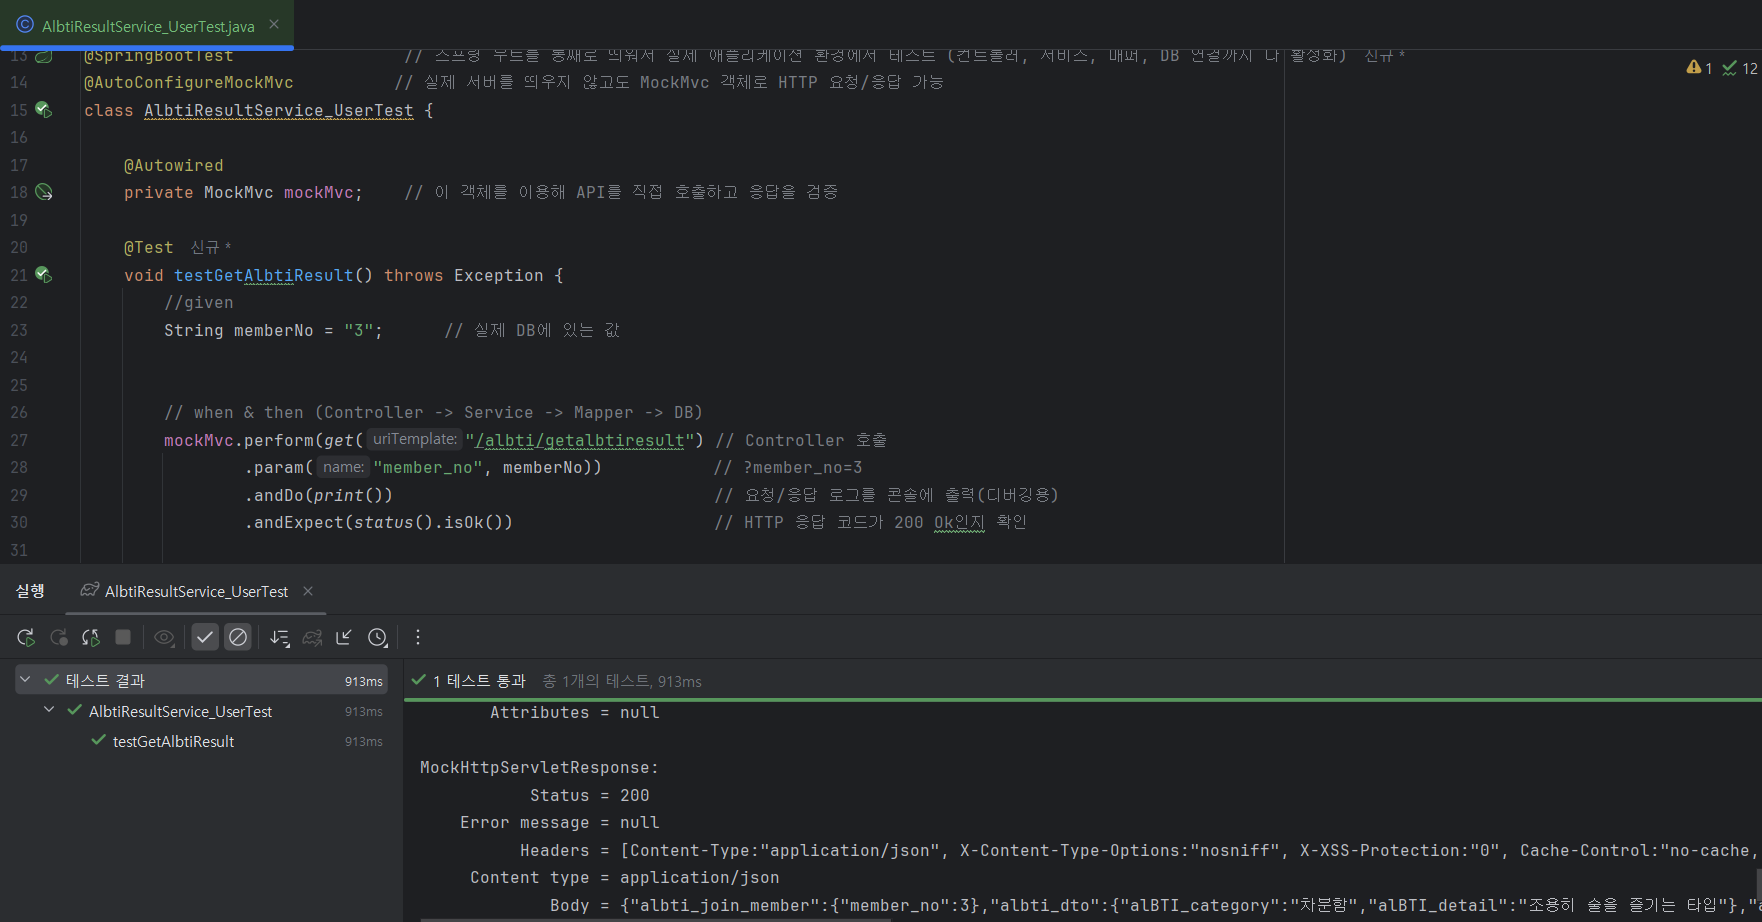 AlbtiResultService_UserTest.java
13 @SpringBootTest // 스프링 부트를 통째로 띄워서 실제 애플리케이션 환경에서 테스트 (컨트롤러, 서비스, 매퍼, DB 연결까지 다 활성화) 신규 *
14 @AutoConfigureMockMvc // 실제 서버를 띄우지 않고도 MockMvc 객체로 HTTP 요청/응답 가능
1 12
15 class AlbtiResultService_UserTest {
16
17 @Autowired
18 private MockMvc mockMvc; // 이 객체를 이용해 API를 직접 호출하고 응답을 검증
19
20 @Test 신규 *
21 void testGetAlbtiResult() throws Exception {
22 //given
23 String memberNo = "3"; // 실제 DB에 있는 값
24
25
26 // when & then (Controller -> Service -> Mapper -> DB)
27 mockMvc.perform(get( uriTemplate: "/albti/getalbtiresult") // Controller 호출
28 .param( name: "member_no", memberNo)) // ?member_no=3
29 .andDo(print()) // 요청/응답 로그를 콘솔에 출력(디버깅용)
30 .andExpect(status().isOk()) // HTTP 응답 코드가 200 Ok인지 확인
31
실행 AlbtiResultService_UserTest
테스트 결과 913ms
AlbtiResultService_UserTest 913ms
testGetAlbtiResult 913ms
1 테스트 통과 총 1개의 테스트, 913ms
Attributes = null
MockHttpServletResponse:
Status = 200
Error message = null
Headers = [Content-Type:"application/json", X-Content-Type-Options:"nosniff", X-XSS-Protection:"0", Cache-Control:"no-cache,
Content type = application/json
Body = {"albti_join_member":{"member_no":3},"albti_dto":{"alBTI_category":"차분함","alBTI_detail":"조용히 술을 즐기는 타입"},"